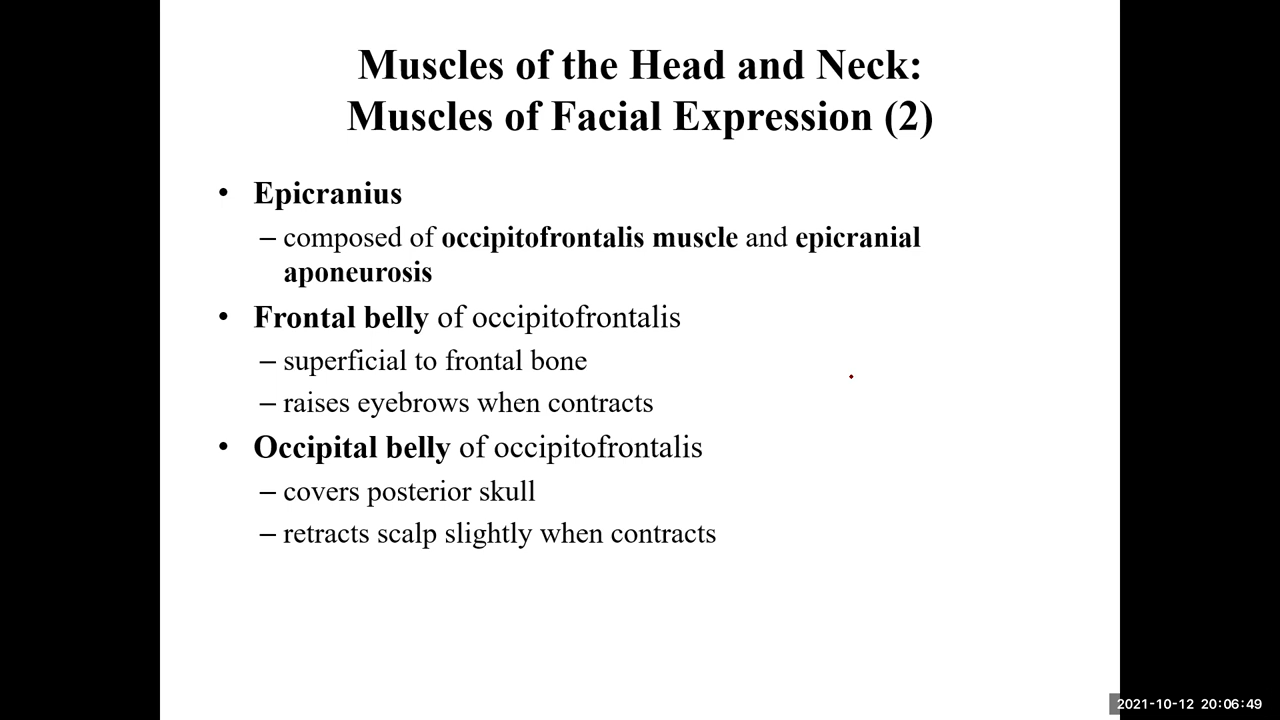 Muscles of the Head and Neck:
Muscles of Facial Expression (2)
• Epicranius
– composed of occipitofrontalis muscle and epicranial
aponeurosis
• Frontal belly of occipitofrontalis
– superficial to frontal bone
– raises eyebrows when contracts
• Occipital belly of occipitofrontalis
– covers posterior skull
– retracts scalp slightly when contracts
2021-10-12 20:06:49